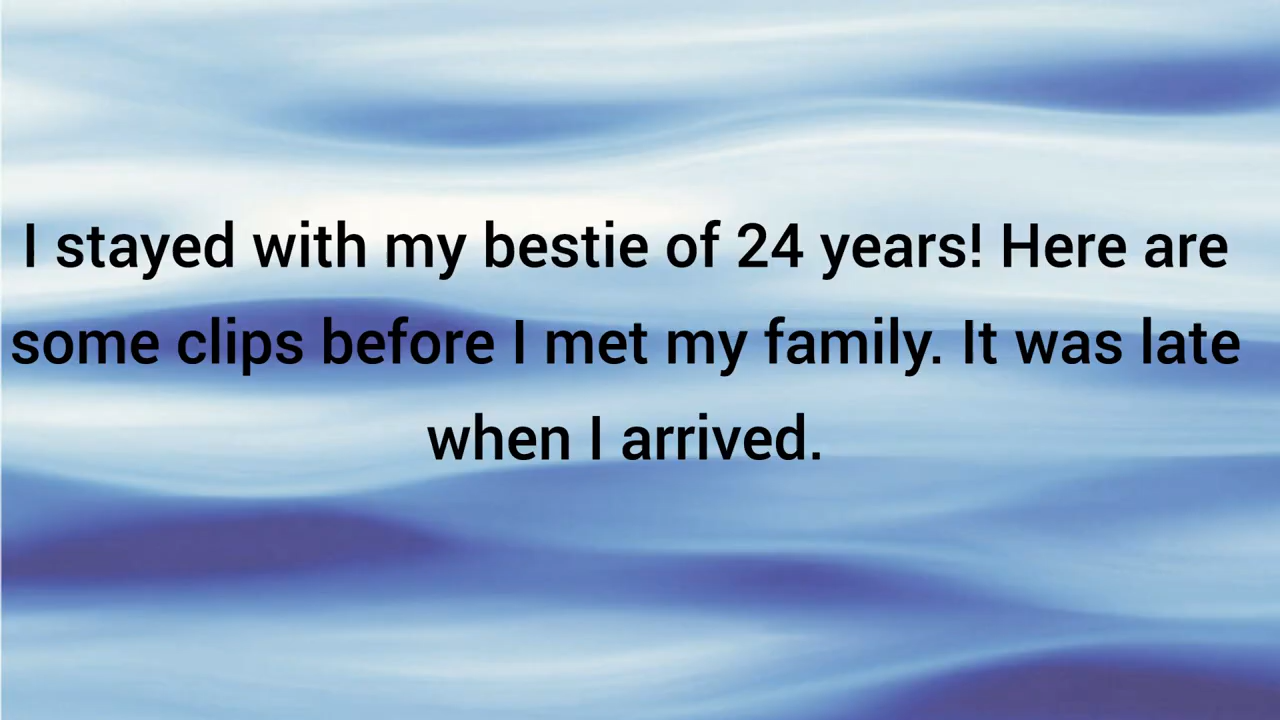 I stayed with my bestie of 24 years! Here are
some clips before I met my family. It was late
when I arrived.